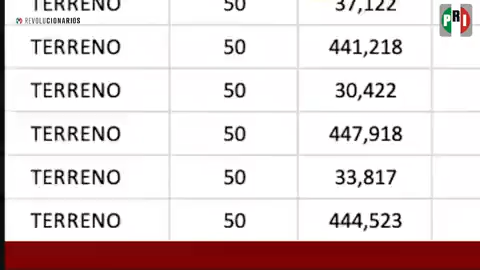 REVOLUCIONARIOS
PRI
TERRENO 50 37,122
TERRENO 50 441,218
TERRENO 50 30,422
TERRENO 50 447,918
TERRENO 50 33,817
TERRENO 50 444,523